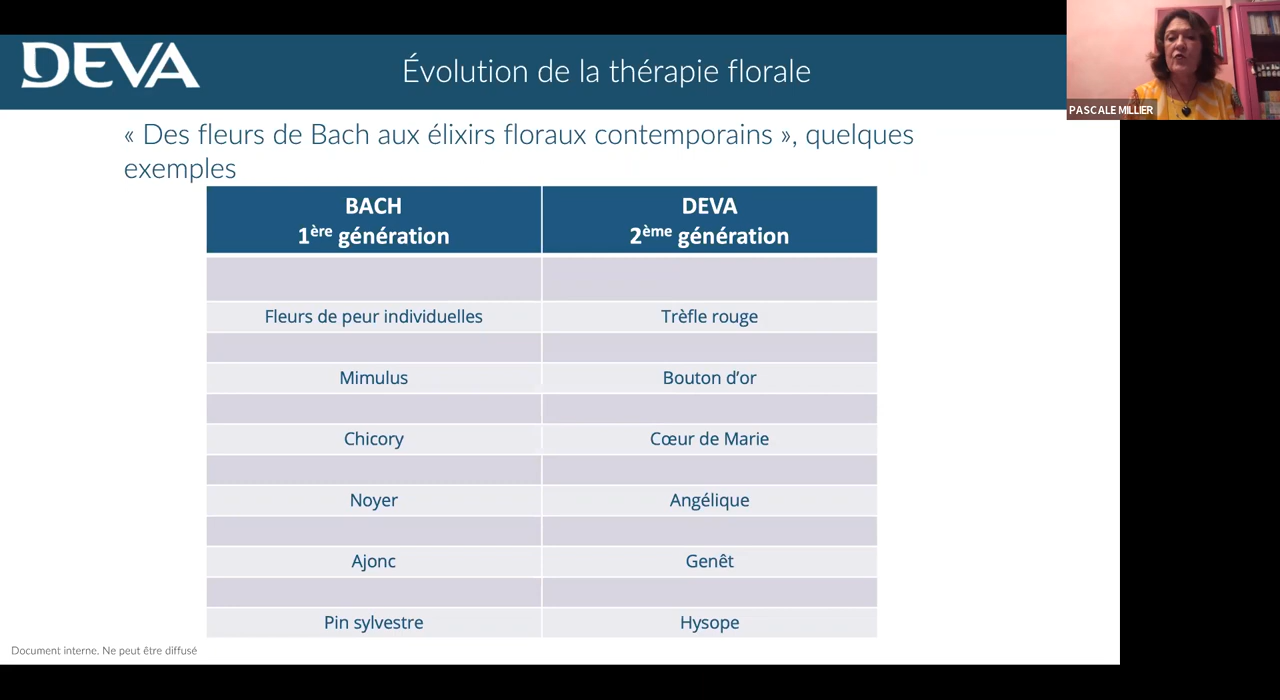 DEVA
Évolution de la thérapie florale
PASCALE MILLIER
« Des fleurs de Bach aux élixirs floraux contemporains », quelques
exemples
BACH
1ère génération
DEVA
2ème génération
Fleurs de peur individuelles
Trèfle rouge
Mimulus
Bouton d’or
Chicory
Cœur de Marie
Noyer
Angélique
Ajonc
Genêt
Pin sylvestre
Hysope
Document interne. Ne peut être diffusé